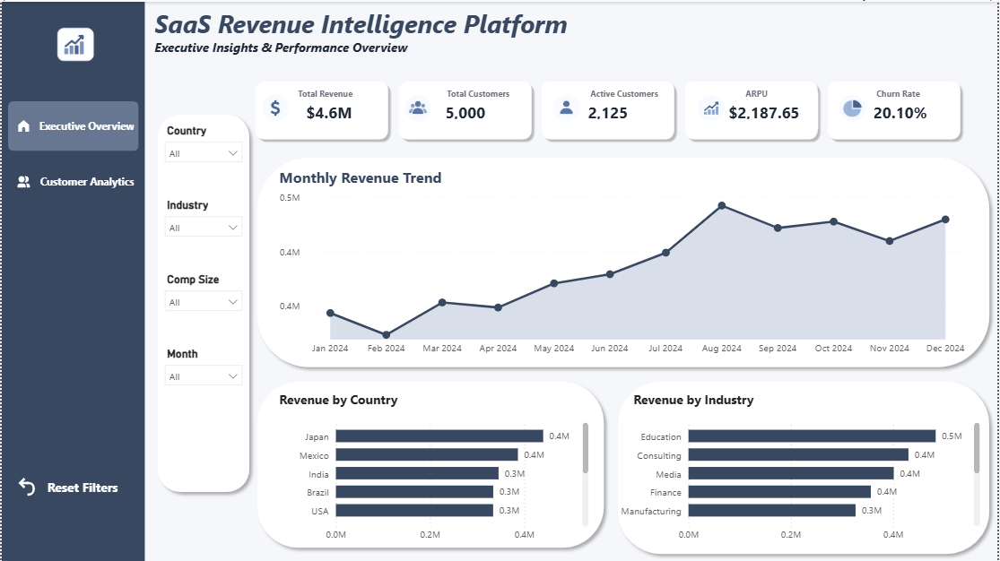 SaaS Revenue Intelligence Platform
Executive Insights & Performance Overview
Executive Overview
Customer Analytics
Reset Filters
Country
All
Industry
All
Comp Size
All
Month
All
Total Revenue
$4.6M
Total Customers
5,000
Active Customers
2,125
ARPU
$2,187.65
Churn Rate
20.10%
Monthly Revenue Trend
0.5M
0.4M
0.4M
Jan 2024 Feb 2024 Mar 2024 Apr 2024 May 2024 Jun 2024 Jul 2024 Aug 2024 Sep 2024 Oct 2024 Nov 2024 Dec 2024
Revenue by Country
Japan 0.4M
Mexico 0.4M
India 0.3M
Brazil 0.3M
USA 0.3M
0.0M 0.2M 0.4M
Revenue by Industry
Education 0.5M
Consulting 0.4M
Media 0.4M
Finance 0.4M
Manufacturing 0.3M
0.0M 0.2M 0.4M